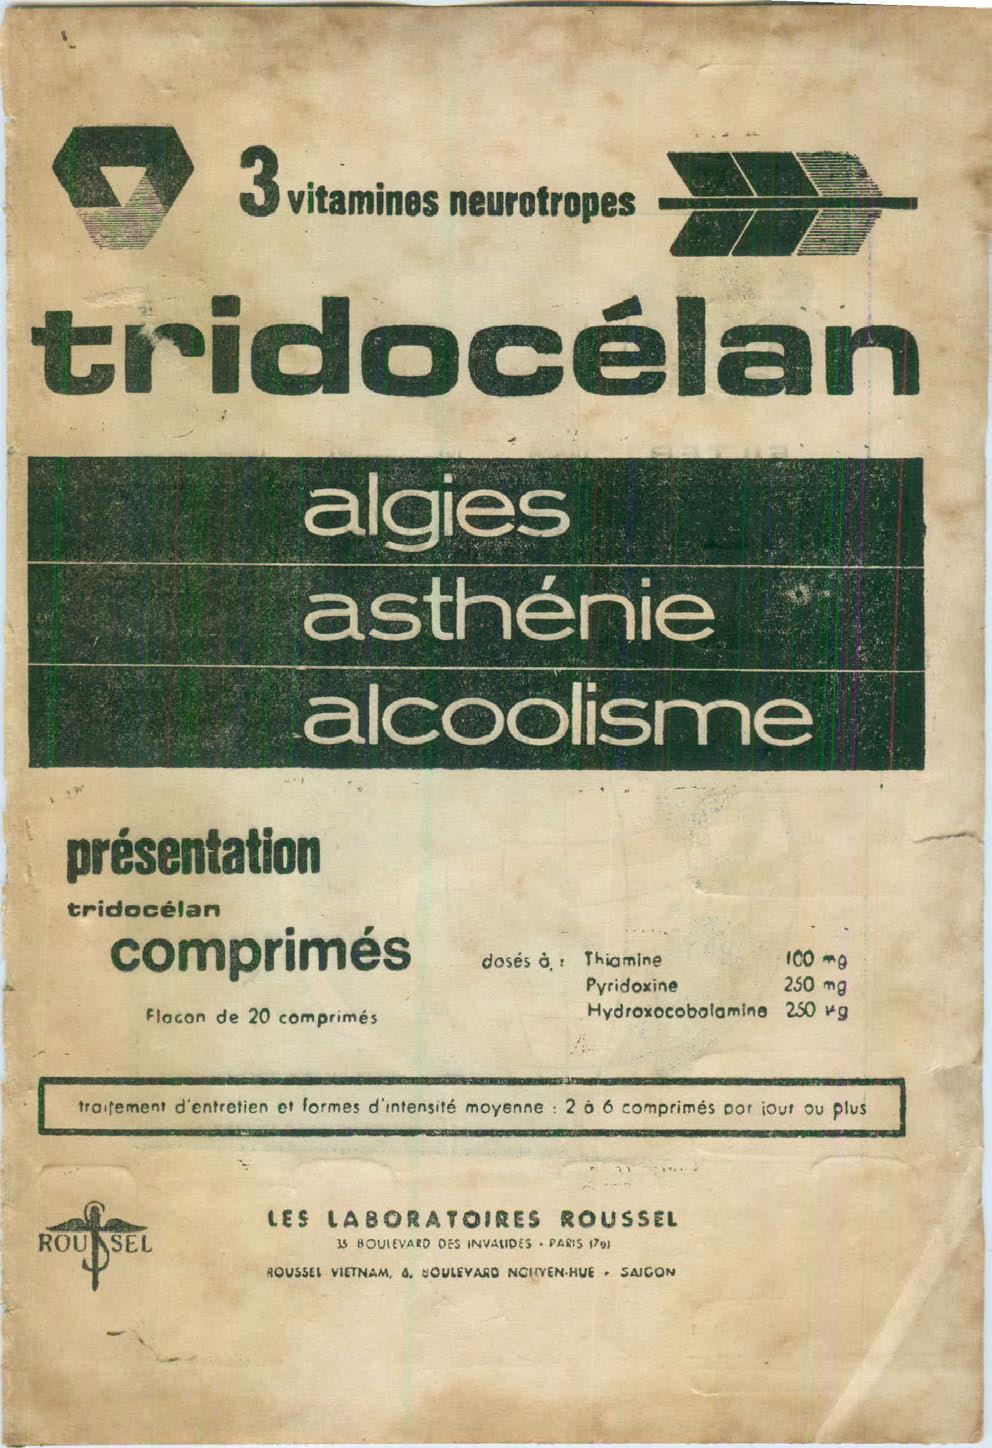 3 vitamines neurotropes
tridocélan
algies
asthénie
alcoolisme
présentation
tridocélan
comprimés
dosés à : Thiamine 100 mg
Pyridoxine 250 mg
Hydroxocobalamine 250 µg
Flacon de 20 comprimés
traitement d'entretien et formes d'intensité moyenne : 2 à 6 comprimés par jour ou plus
ROUSSEL
LES LABORATOIRES ROUSSEL
35 BOULEVARD DES INVALIDES - PARIS (7e)
ROUSSEL VIETNAM, 6, BOULEVARD NGUYEN-HUE - SAIGON